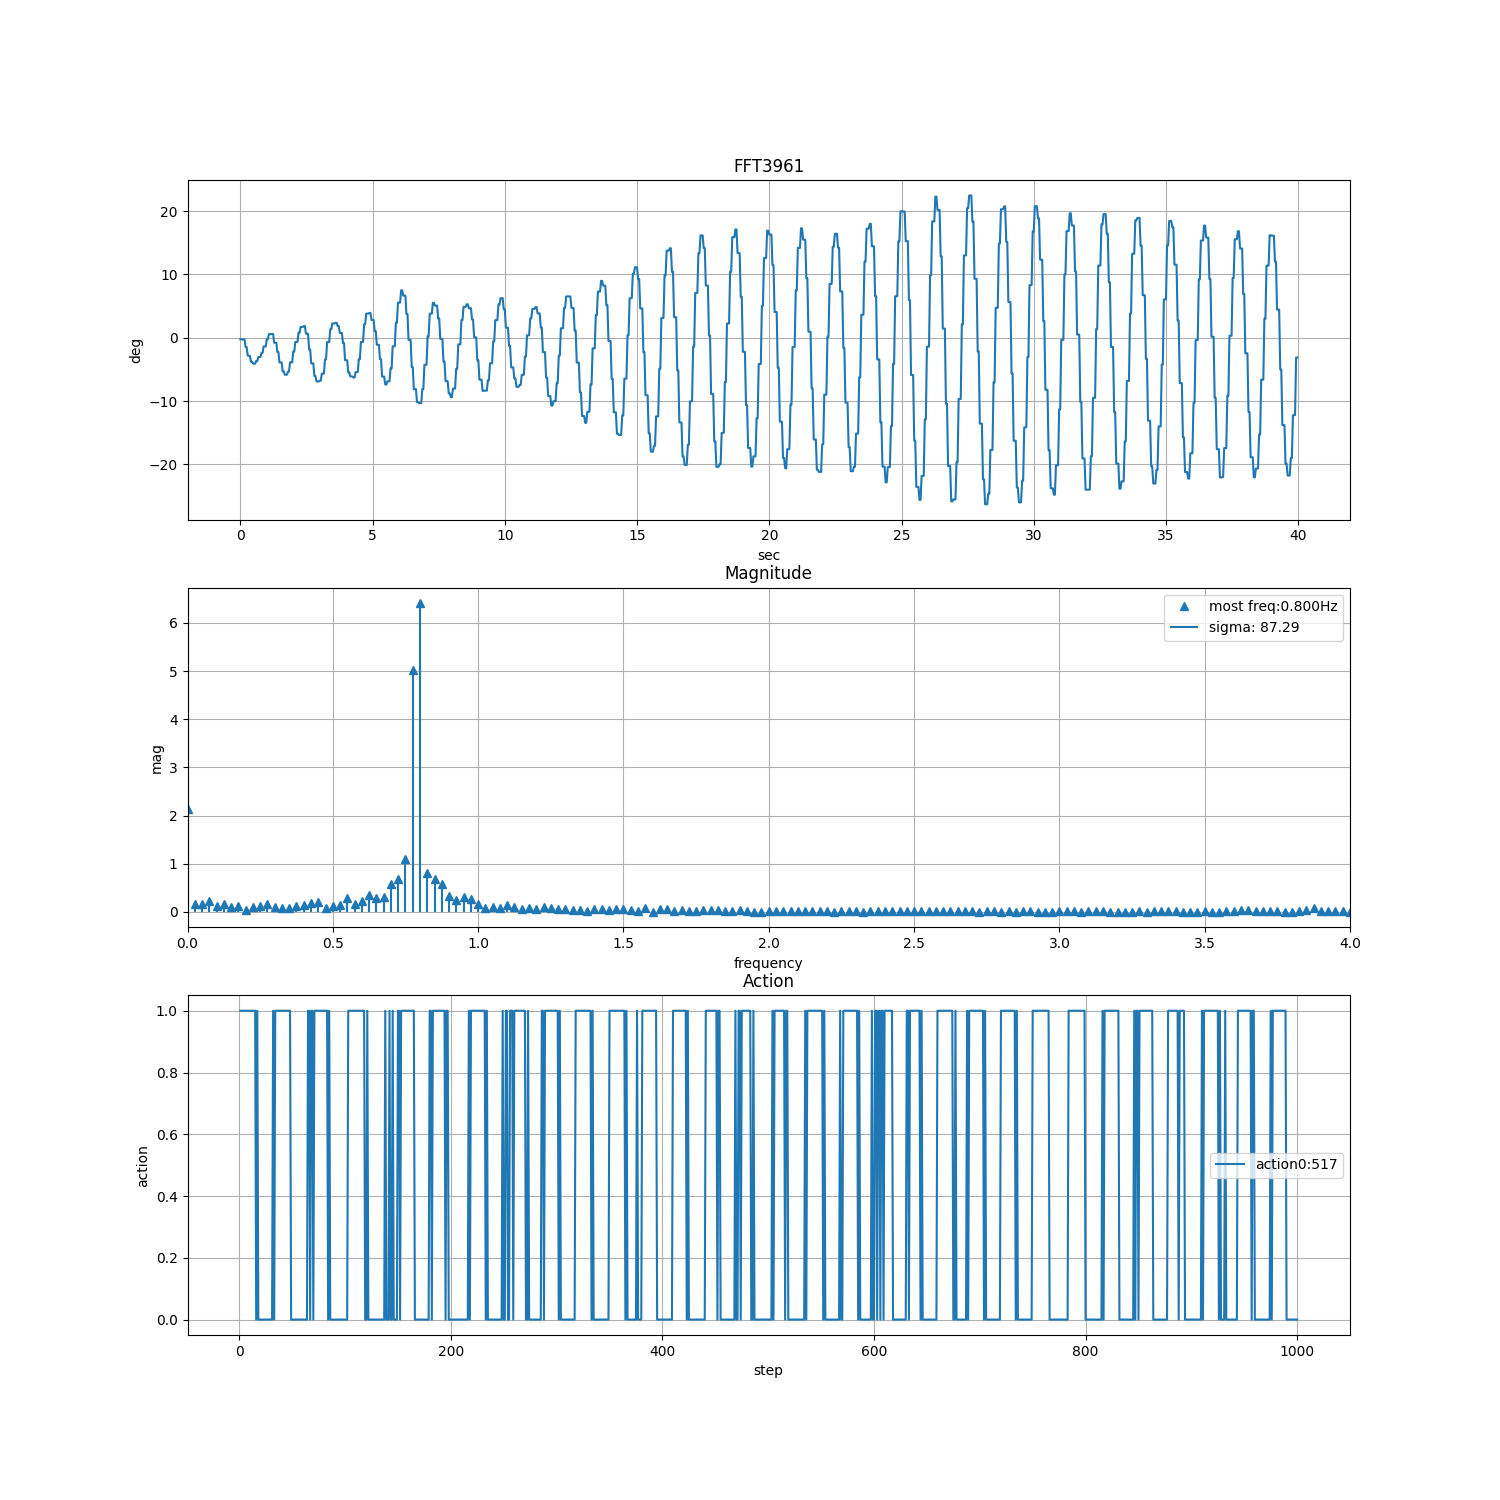 FFT3961
20
10
0
−10
−20
deg
0 5 10 15 20 25 30 35 40
sec
Magnitude
most freq:0.800Hz
sigma: 87.29
6
5
4
3
2
1
0
mag
0.0 0.5 1.0 1.5 2.0 2.5 3.0 3.5 4.0
frequency
Action
1.0
0.8
0.6
0.4
0.2
0.0
action
action0:517
0 200 400 600 800 1000
step